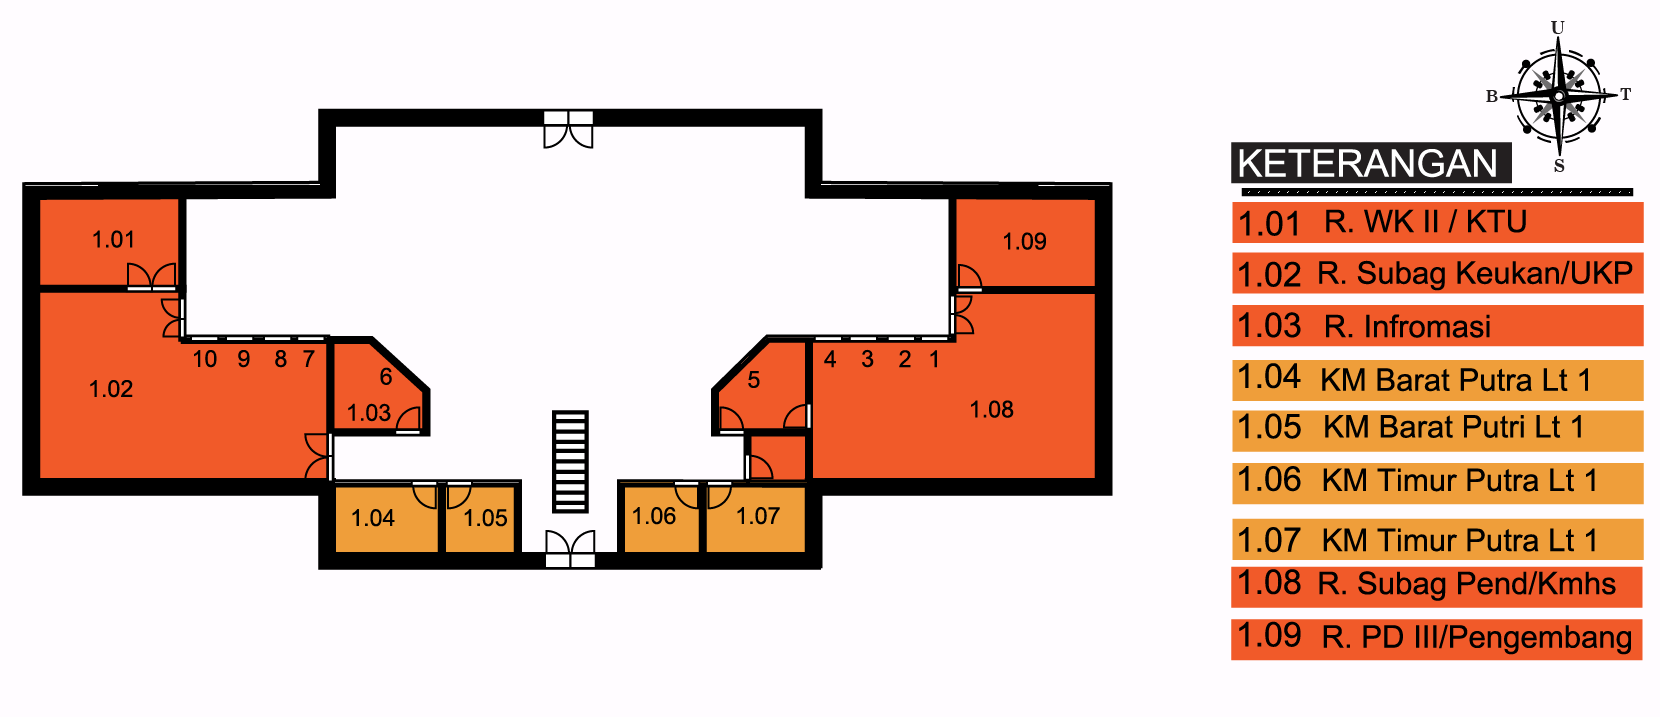 U
B T
S
KETERANGAN
1.01 R. WK II / KTU
1.02 R. Subag Keukan/UKP
1.03 R. Infromasi
1.04 KM Barat Putra Lt 1
1.05 KM Barat Putri Lt 1
1.06 KM Timur Putra Lt 1
1.07 KM Timur Putra Lt 1
1.08 R. Subag Pend/Kmhs
1.09 R. PD III/Pengembang
1.01
1.09
10 9 8 7
4 3 2 1
6
5
1.02
1.03
1.08
1.04
1.05
1.06
1.07